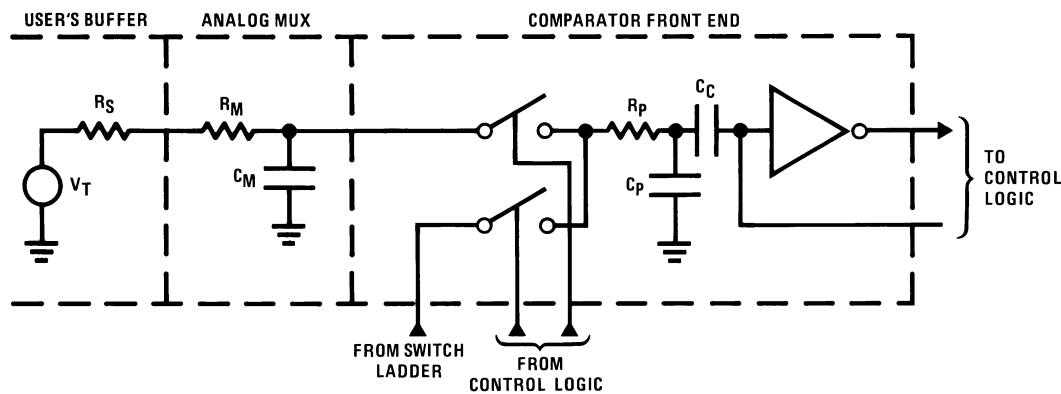 USER'S BUFFER
ANALOG MUX
COMPARATOR FRONT END
RS
RM
RP
CC
VT
CM
CP
TO
CONTROL
LOGIC
FROM SWITCH
LADDER
FROM
CONTROL LOGIC